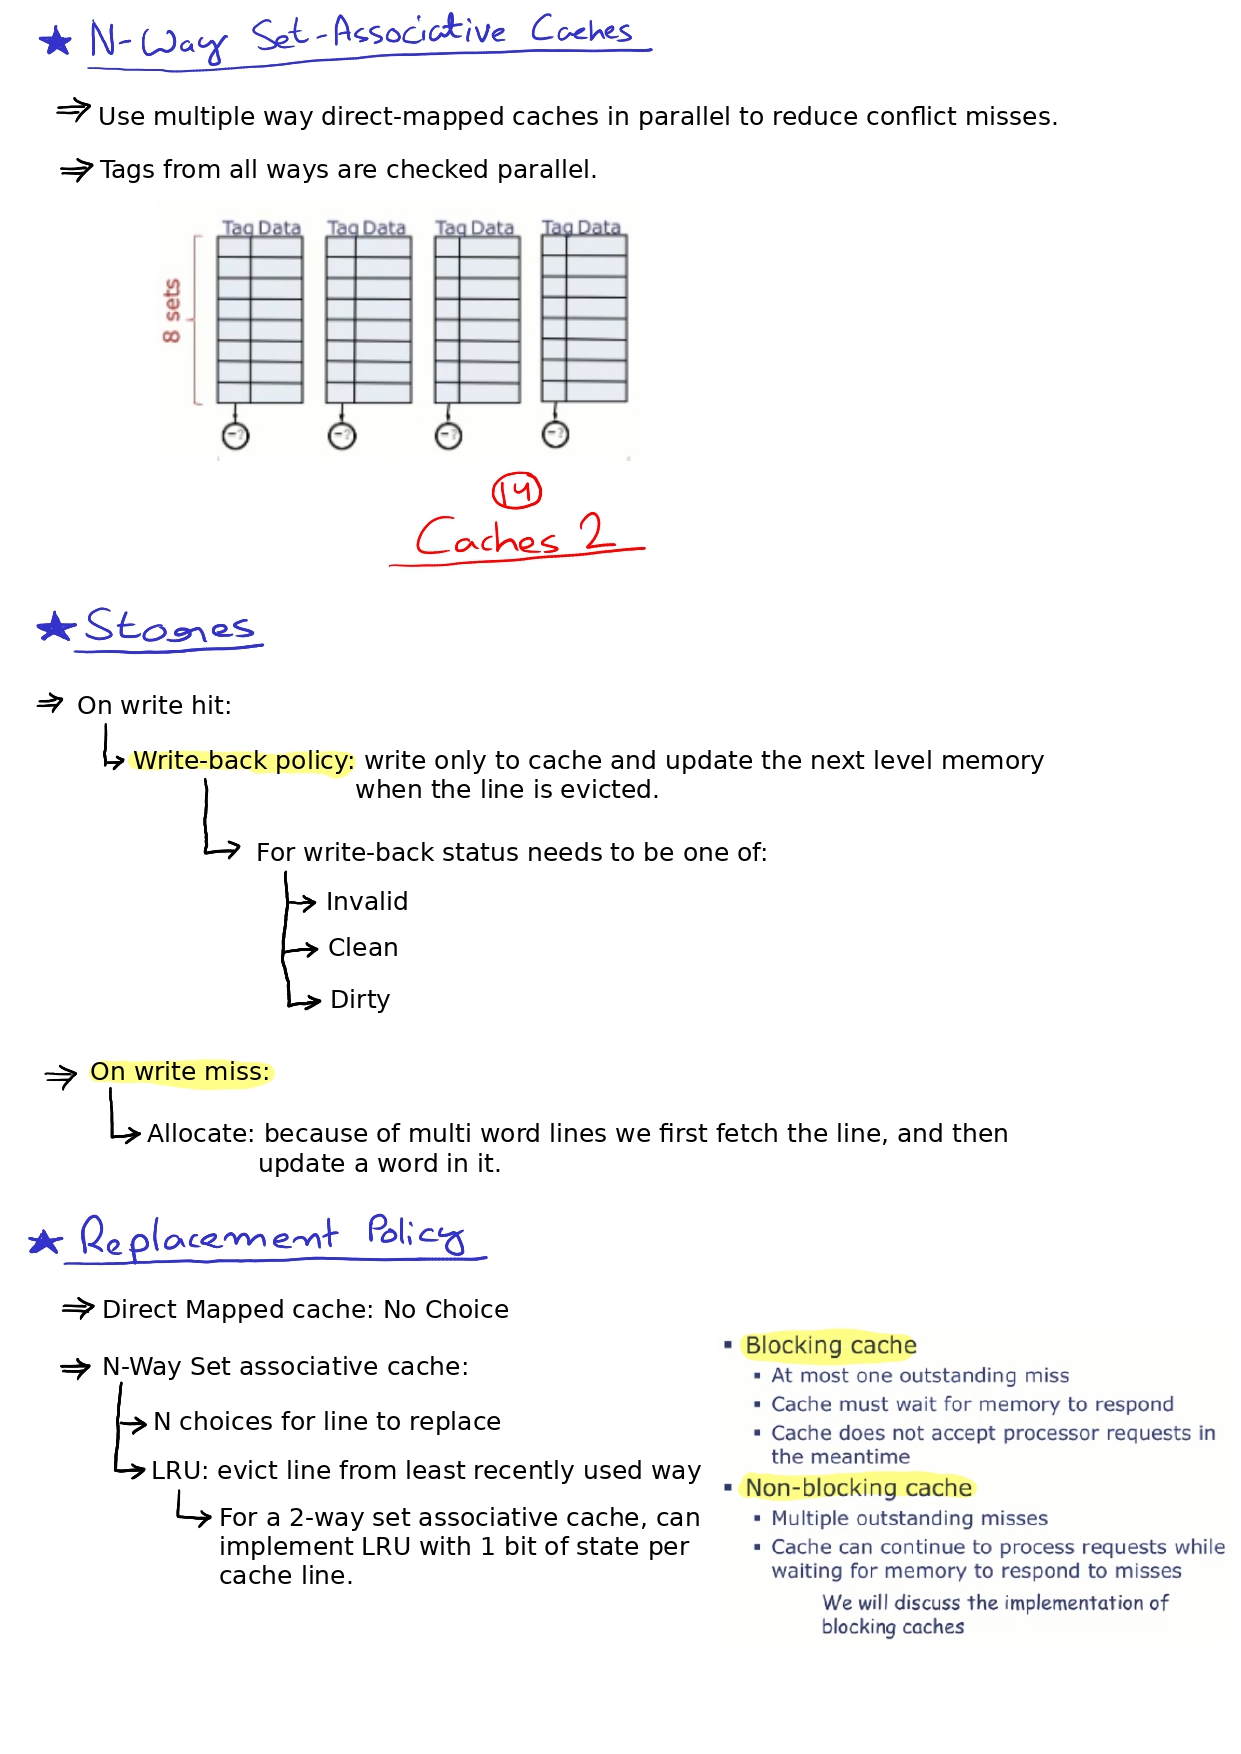 ★ N-Way Set-Associative Caches
⇒ Use multiple way direct-mapped caches in parallel to reduce conflict misses.
⇒ Tags from all ways are checked parallel.
Tag Data Tag Data Tag Data Tag Data
8 sets
=? =? =? =?
14
Caches 2
★ Stores
⇒ On write hit:
Write-back policy: write only to cache and update the next level memory
when the line is evicted.
For write-back status needs to be one of:
Invalid
Clean
Dirty
⇒ On write miss:
Allocate: because of multi word lines we first fetch the line, and then
update a word in it.
★ Replacement Policy
⇒ Direct Mapped cache: No Choice
⇒ N-Way Set associative cache:
N choices for line to replace
LRU: evict line from least recently used way
For a 2-way set associative cache, can
implement LRU with 1 bit of state per
cache line.
▪ Blocking cache
▪ At most one outstanding miss
▪ Cache must wait for memory to respond
▪ Cache does not accept processor requests in
the meantime
▪ Non-blocking cache
▪ Multiple outstanding misses
▪ Cache can continue to process requests while
waiting for memory to respond to misses
We will discuss the implementation of
blocking caches